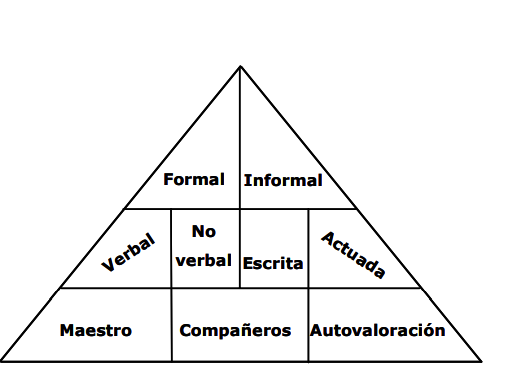 Formal
Informal
Verbal
No
verbal
Escrita
Actuada
Maestro
Compañeros
Autovaloración